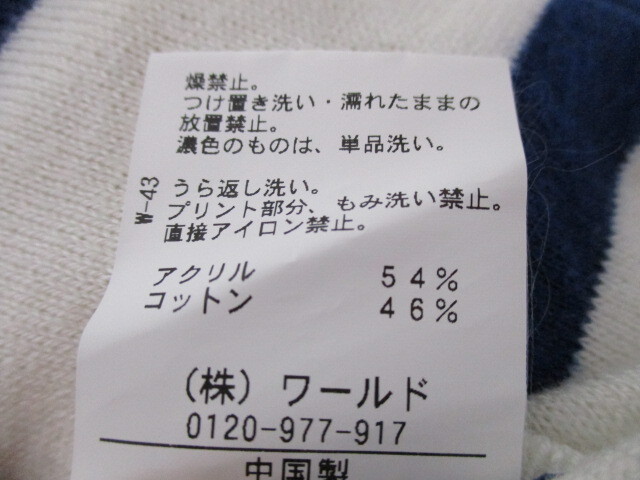 燥禁止。
つけ置き洗い・濡れたままの
放置禁止。
濃色のものは、単品洗い。
W-43
うら返し洗い。
プリント部分、もみ洗い禁止。
直接アイロン禁止。
アクリル 54%
コットン 46%
(株) ワールド
0120-977-917
中国製